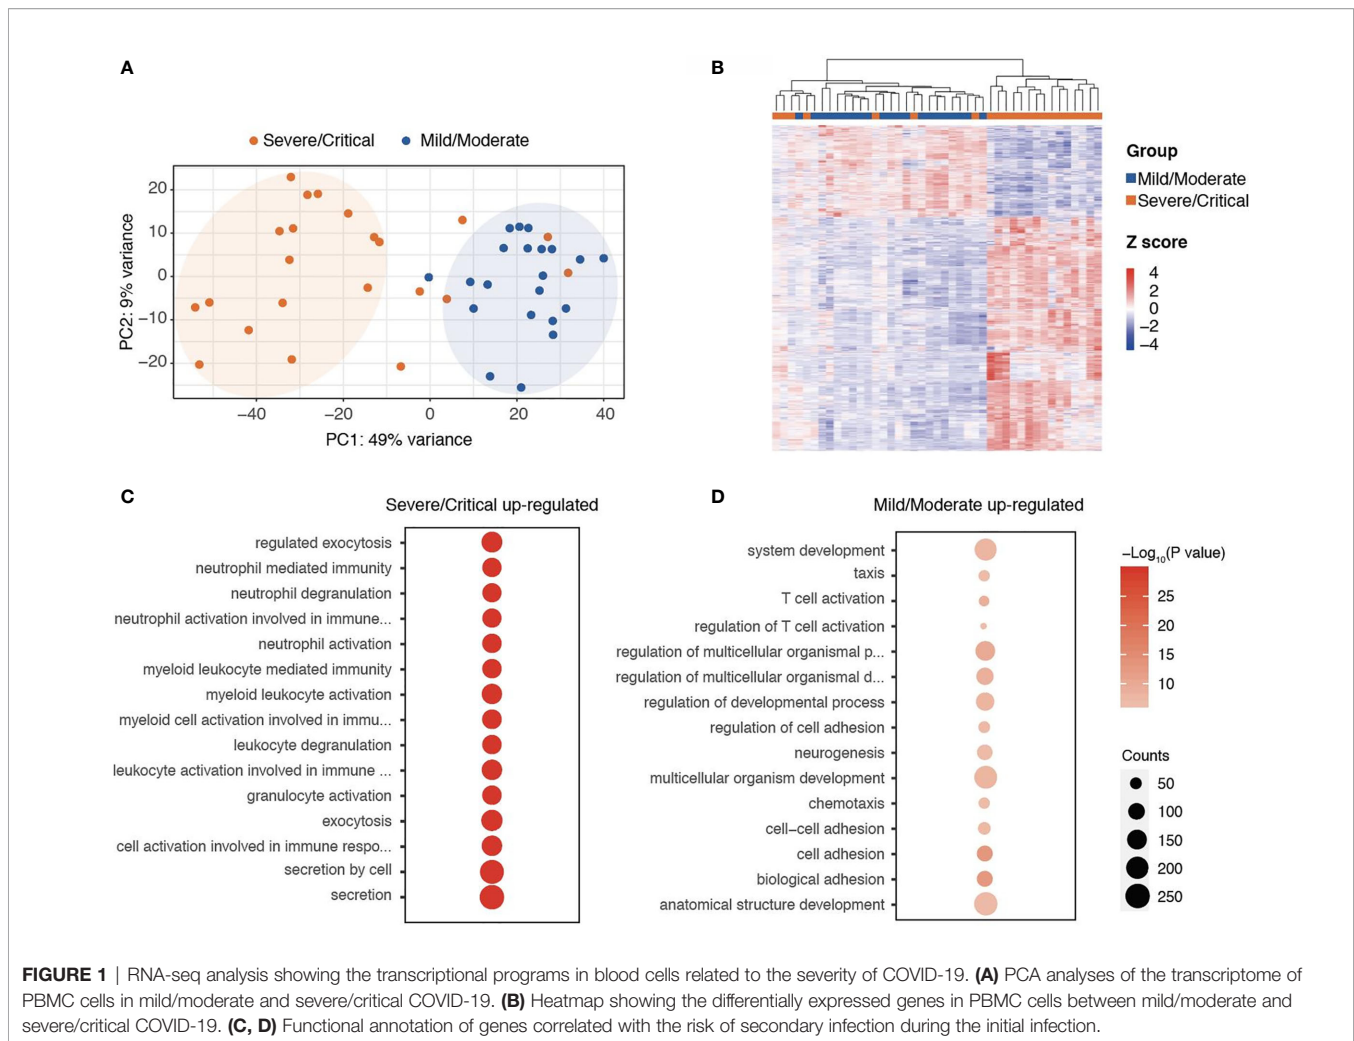 A
Severe/Critical
Mild/Moderate
PC2: 9% variance
20
10
0
−10
−20
−40
−20
0
20
40
PC1: 49% variance
B
Group
Mild/Moderate
Severe/Critical
Z score
4
2
0
−2
−4
C
Severe/Critical up-regulated
regulated exocytosis
neutrophil mediated immunity
neutrophil degranulation
neutrophil activation involved in immune...
neutrophil activation
myeloid leukocyte mediated immunity
myeloid leukocyte activation
myeloid cell activation involved in immu...
leukocyte degranulation
leukocyte activation involved in immune ...
granulocyte activation
exocytosis
cell activation involved in immune respo...
secretion by cell
secretion
D
Mild/Moderate up-regulated
system development
taxis
T cell activation
regulation of T cell activation
regulation of multicellular organismal p...
regulation of multicellular organismal d...
regulation of developmental process
regulation of cell adhesion
neurogenesis
multicellular organism development
chemotaxis
cell−cell adhesion
cell adhesion
biological adhesion
anatomical structure development
−Log10(P value)
25
20
15
10
Counts
50
100
150
200
250
FIGURE 1 | RNA-seq analysis showing the transcriptional programs in blood cells related to the severity of COVID-19. (A) PCA analyses of the transcriptome of
PBMC cells in mild/moderate and severe/critical COVID-19. (B) Heatmap showing the differentially expressed genes in PBMC cells between mild/moderate and
severe/critical COVID-19. (C, D) Functional annotation of genes correlated with the risk of secondary infection during the initial infection.